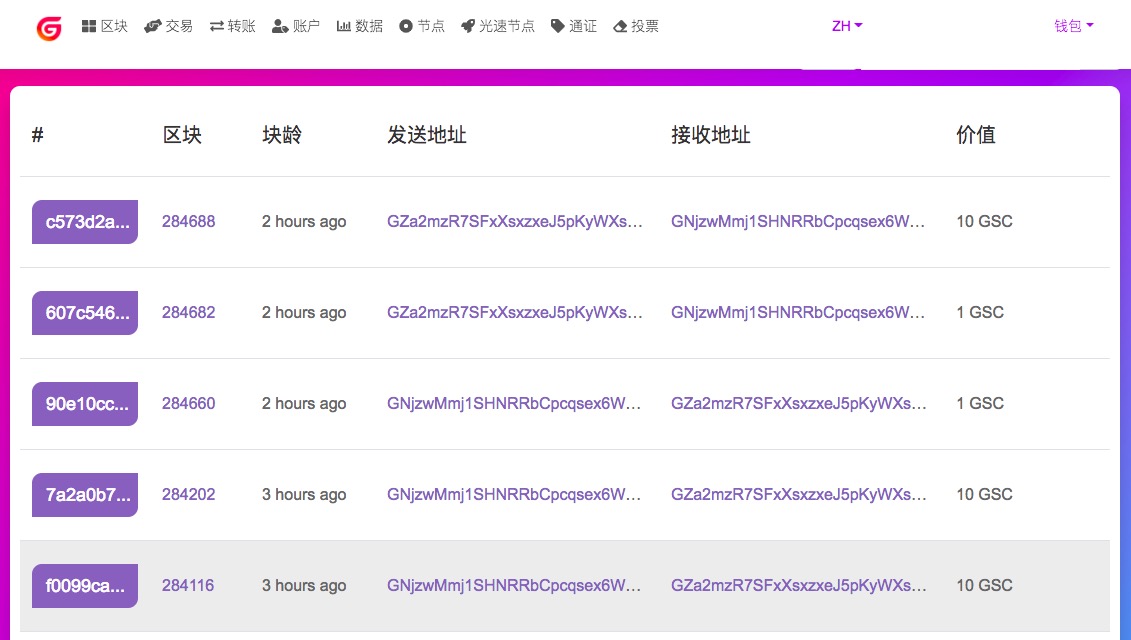 区块 交易 转账 账户 数据 节点 光速节点 通证 投票 ZH 钱包
# 区块 块龄 发送地址 接收地址 价值
c573d2a... 284688 2 hours ago GZa2mzR7SFxXsxzxeJ5pKyWXs... GNjzwMmj1SHNRRbCpcqsex6W... 10 GSC
607c546... 284682 2 hours ago GZa2mzR7SFxXsxzxeJ5pKyWXs... GNjzwMmj1SHNRRbCpcqsex6W... 1 GSC
90e10cc... 284660 2 hours ago GNjzwMmj1SHNRRbCpcqsex6W... GZa2mzR7SFxXsxzxeJ5pKyWXs... 1 GSC
7a2a0b7... 284202 3 hours ago GNjzwMmj1SHNRRbCpcqsex6W... GZa2mzR7SFxXsxzxeJ5pKyWXs... 10 GSC
f0099ca... 284116 3 hours ago GNjzwMmj1SHNRRbCpcqsex6W... GZa2mzR7SFxXsxzxeJ5pKyWXs... 10 GSC